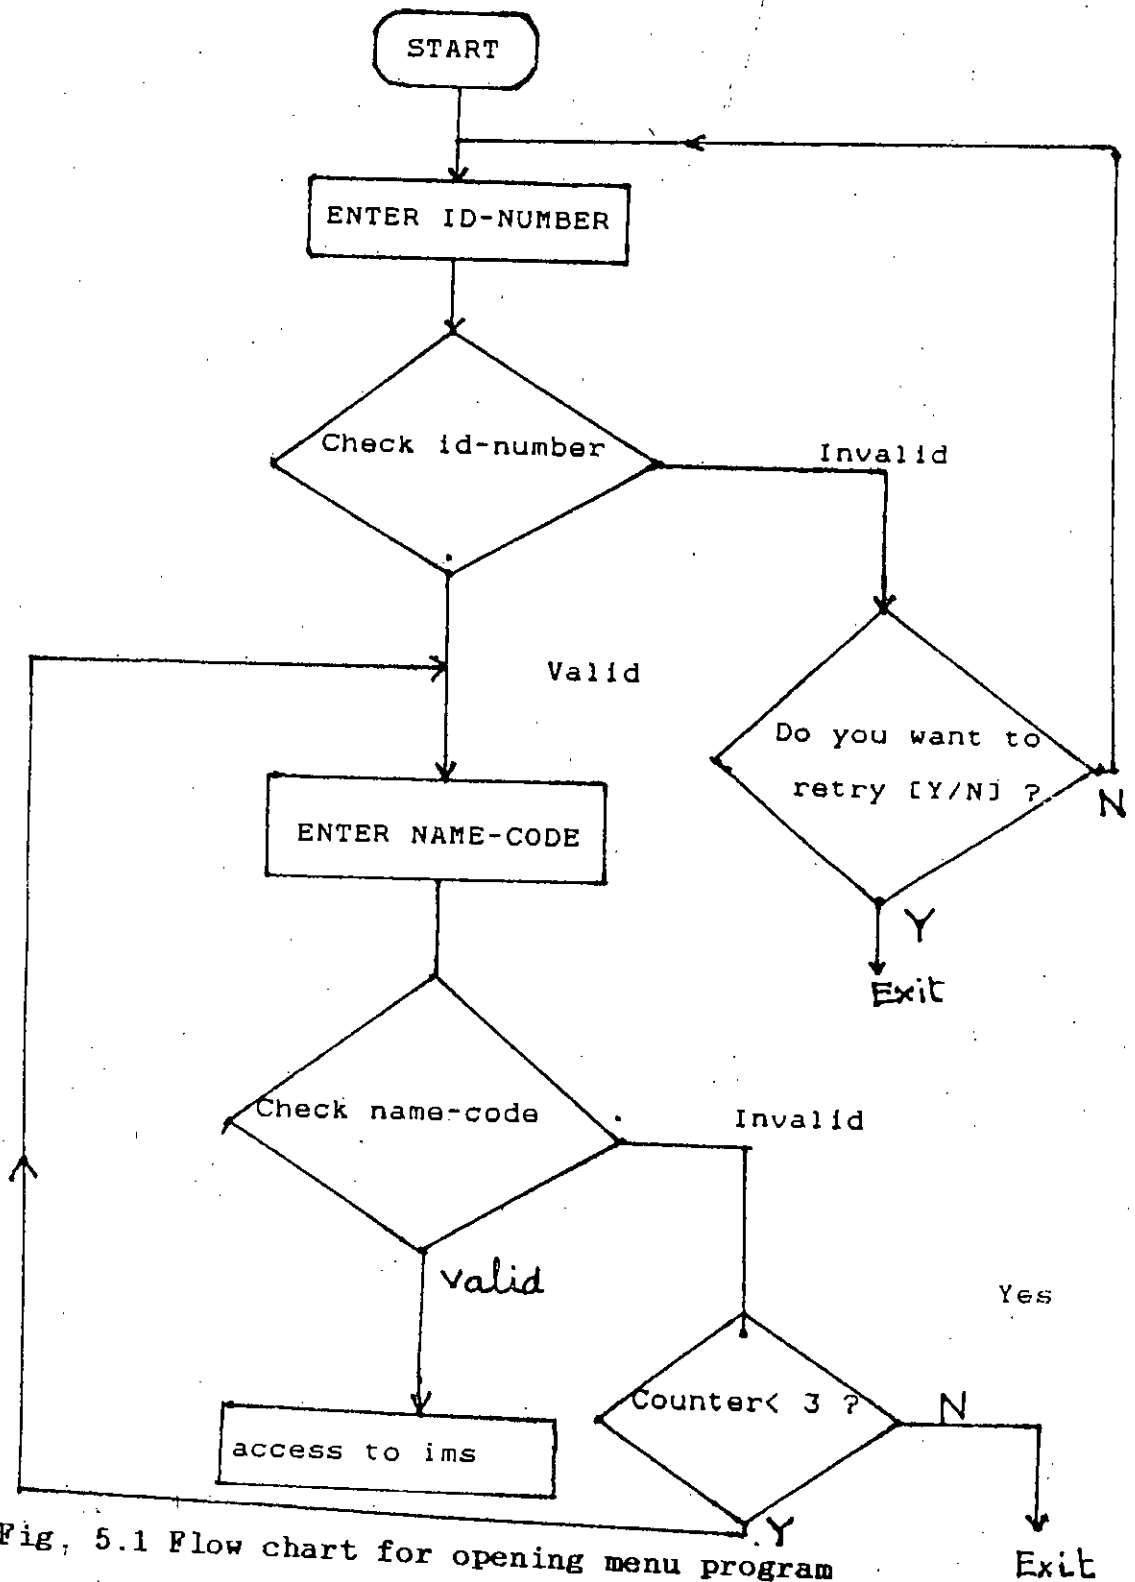 START
ENTER ID-NUMBER
Check id-number
Invalid
Valid
Do you want to
retry [Y/N] ?
N
ENTER NAME-CODE
Y
Exit
Check name-code
Invalid
valid
Yes
Counter< 3 ?
N
access to ims
Y
Fig. 5.1 Flow chart for opening menu program
Exit